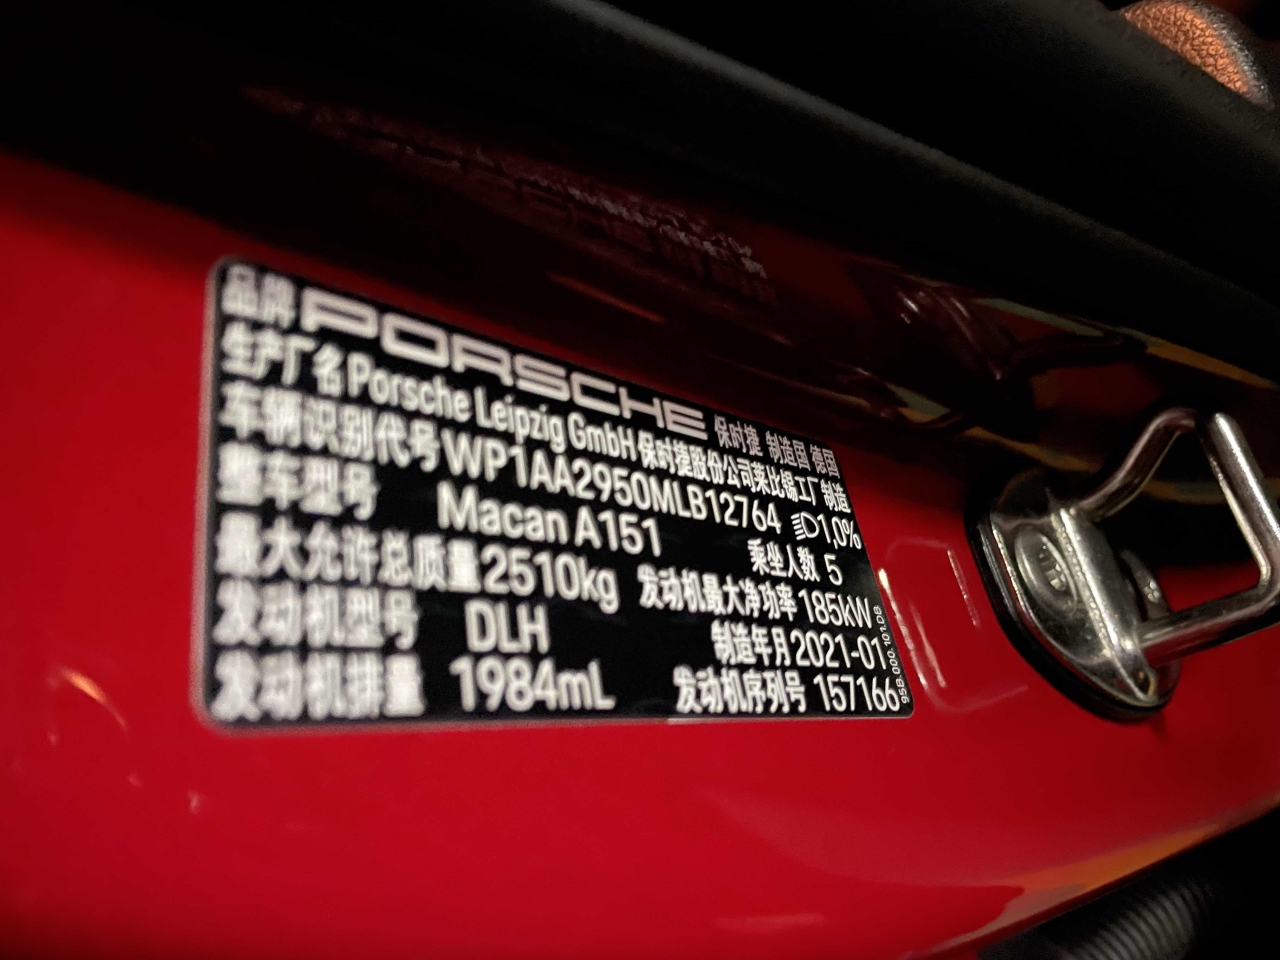 品牌 PORSCHE 保时捷 制造国 德国
生产厂名 Porsche Leipzig GmbH 保时捷股份公司莱比锡工厂 制造
车辆识别代号 WP1AA2950MLB12764 1,0%
整车型号 Macan A151 乘坐人数 5
最大允许总质量 2510kg 发动机最大净功率 185kW
发动机型号 DLH 制造年月 2021-01
发动机排量 1984mL 发动机序列号 157166
95B.000.101.DB